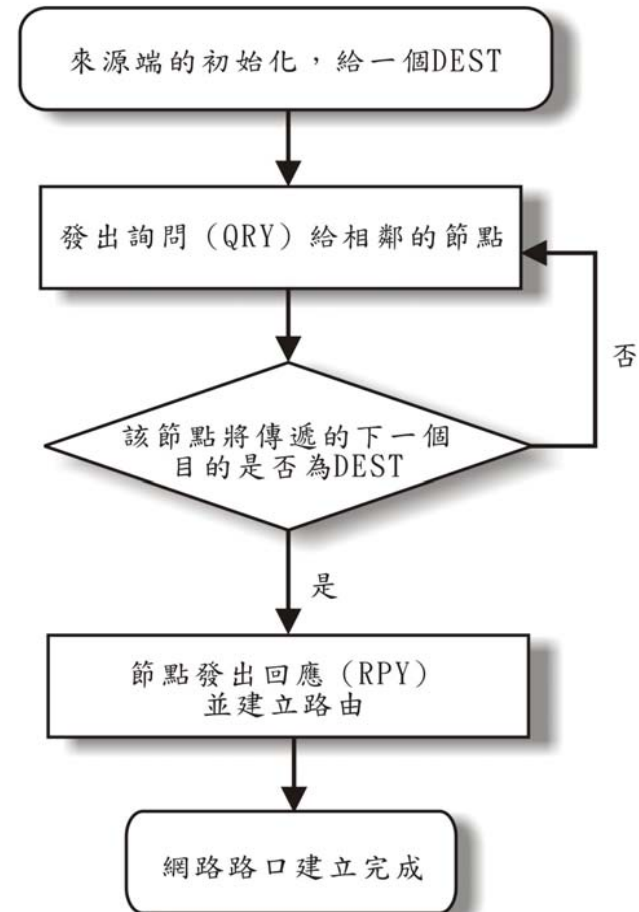 來源端的初始化，給一個DEST
發出詢問（QRY）給相鄰的節點
否
該節點將傳遞的下一個
目的是否為DEST
是
節點發出回應（RPY）
並建立路由
網路路口建立完成